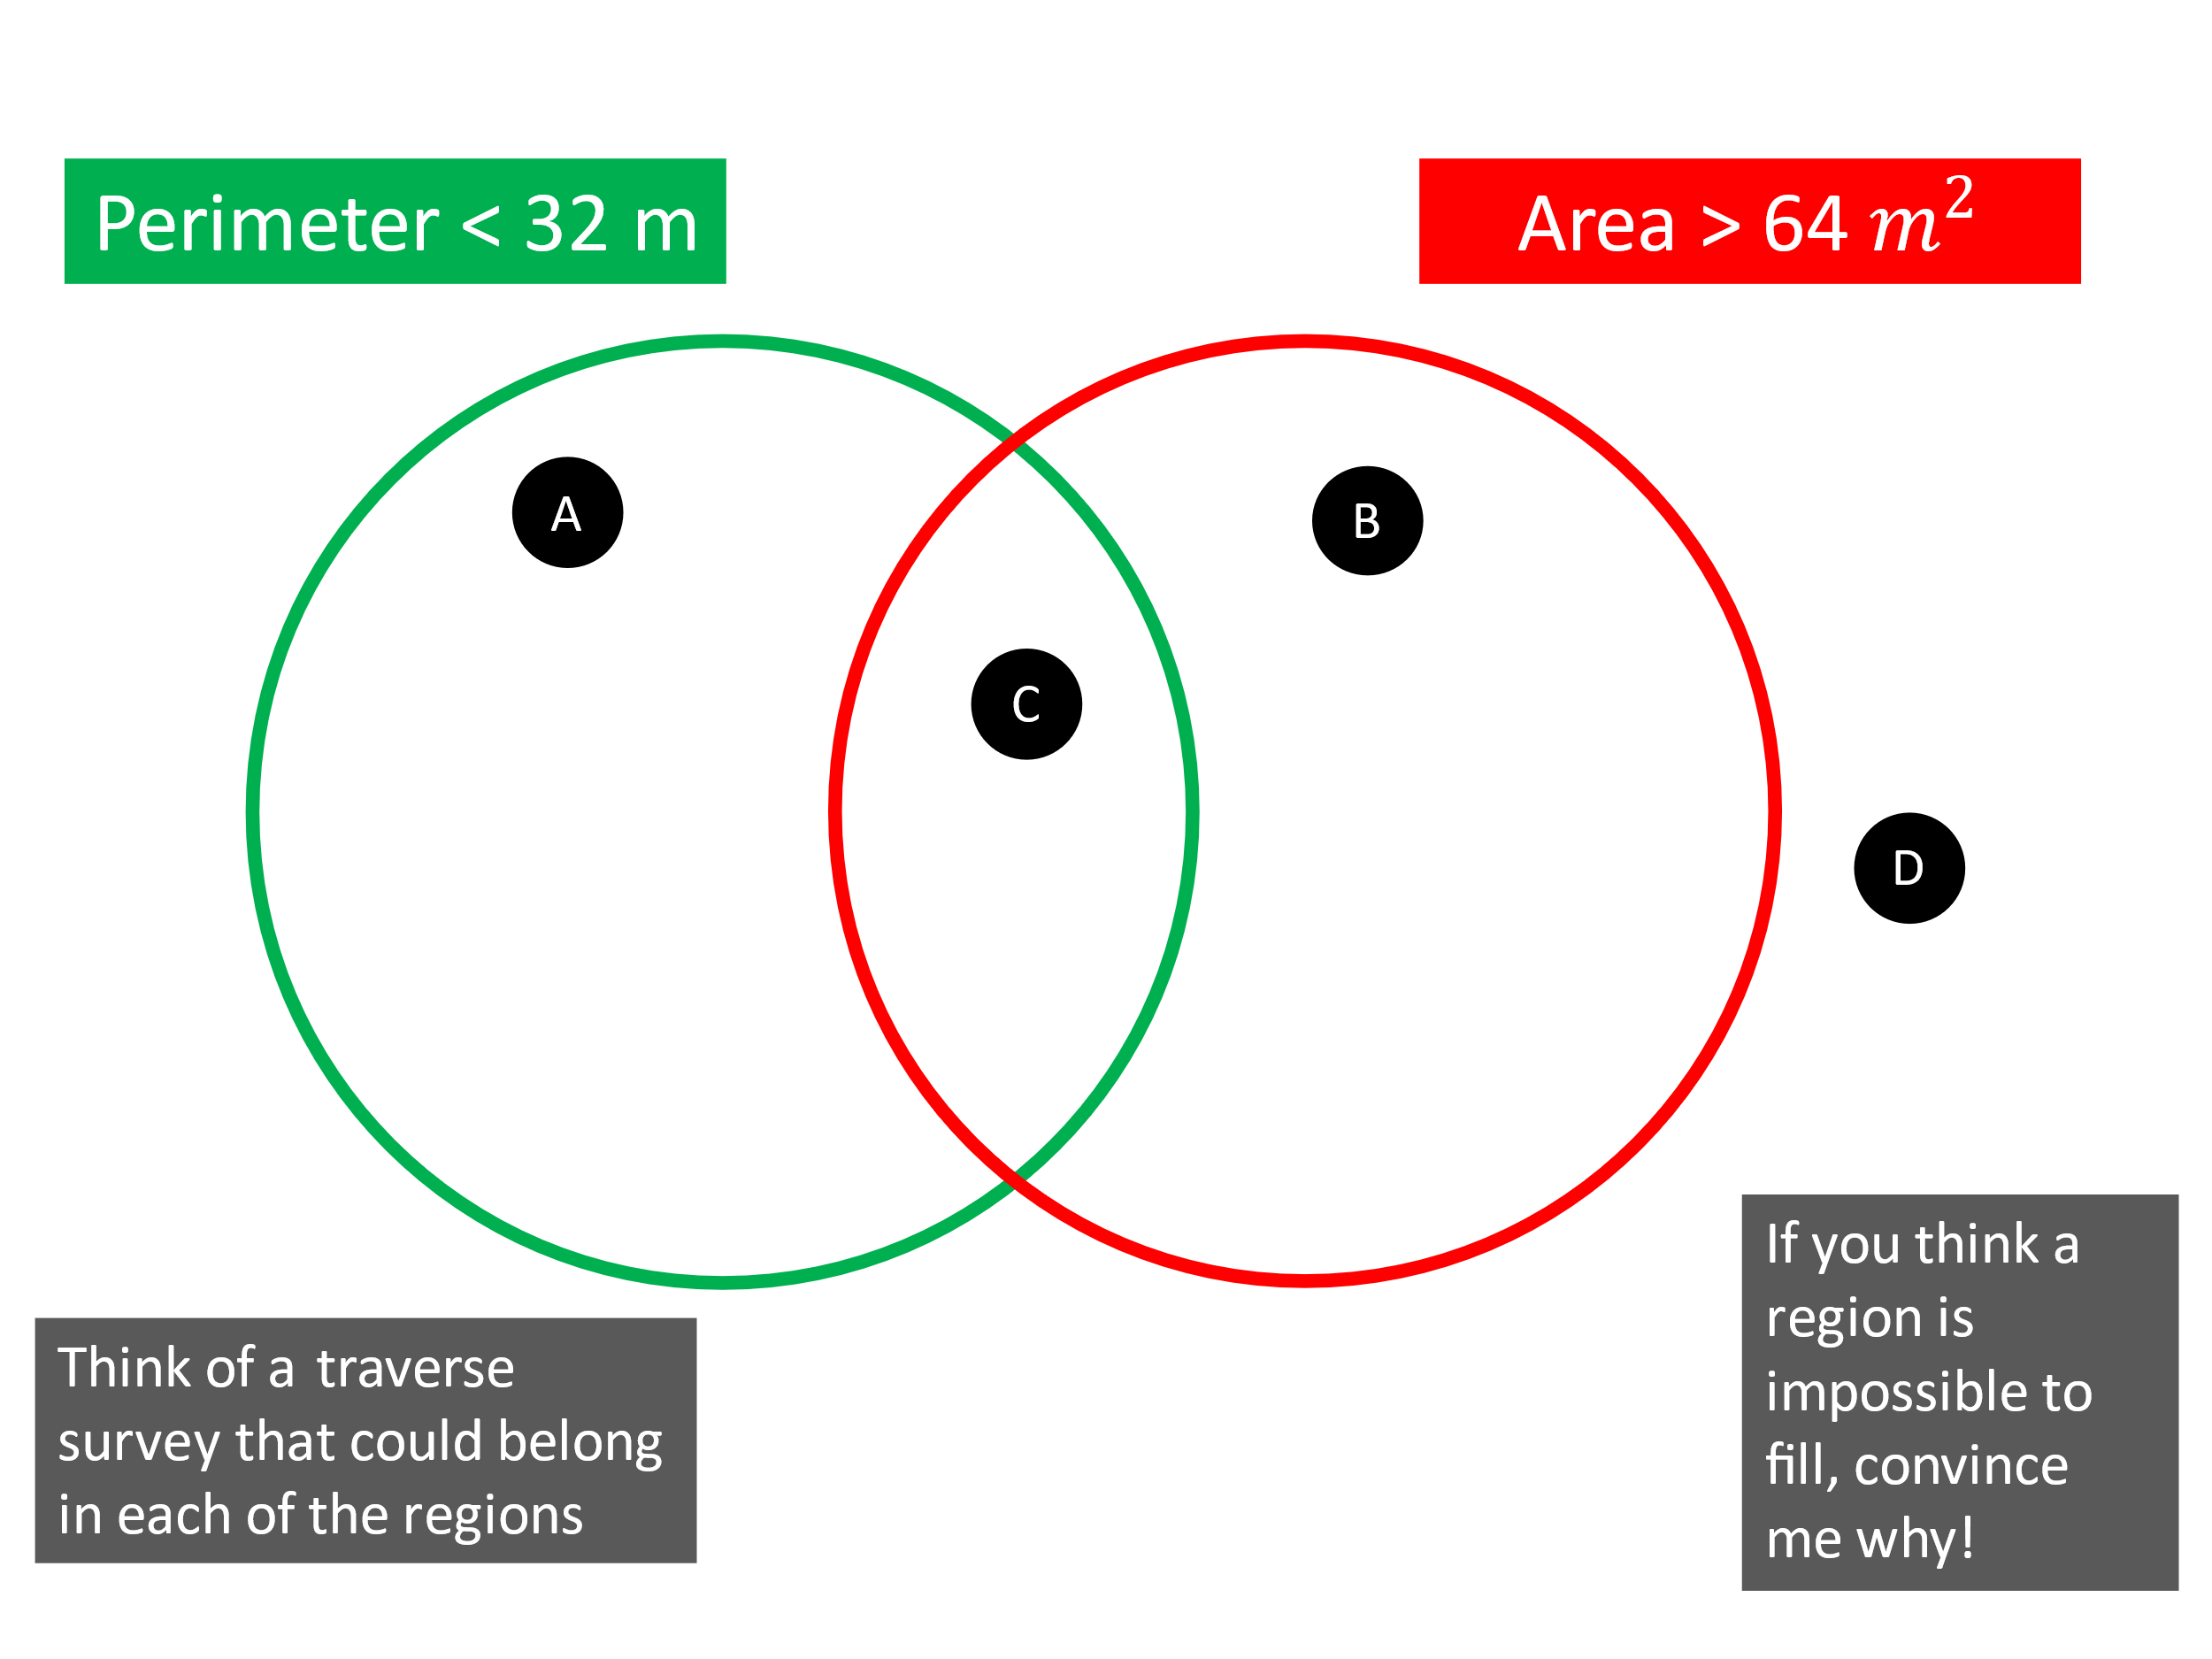 Perimeter < 32 m
Area > 64 m²
A
B
C
D
If you think a
region is
impossible to
fill, convince
me why!
Think of a traverse
survey that could belong
in each of the regions